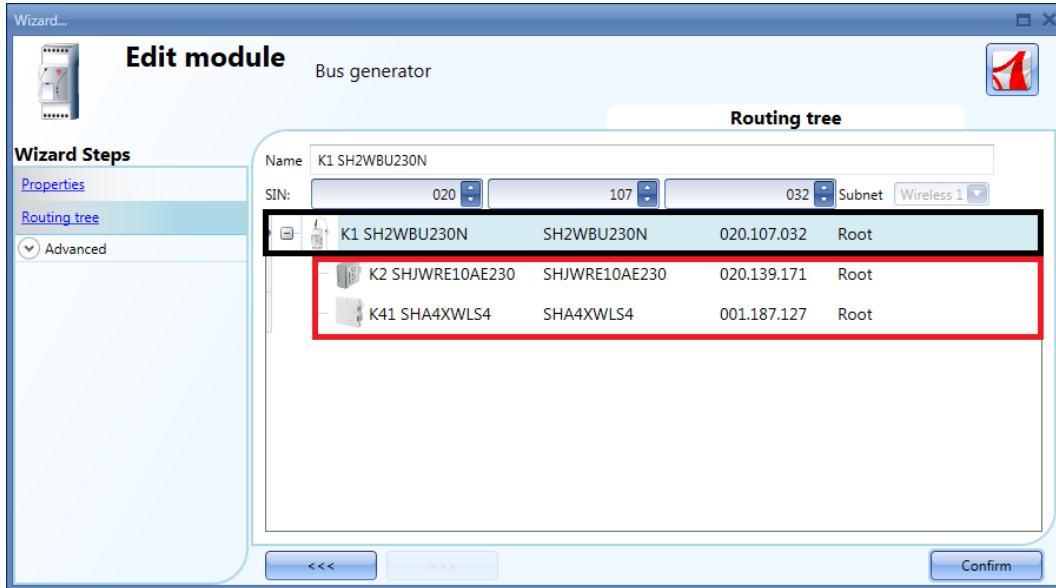 Wizard...
Edit module
Bus generator
Routing tree
Wizard Steps
Properties
Routing tree
Advanced
Name K1 SH2WBU230N
SIN: 020 107 032 Subnet Wireless 1
K1 SH2WBU230N SH2WBU230N 020.107.032 Root
K2 SHJWRE10AE230 SHJWRE10AE230 020.139.171 Root
K41 SHA4XWLS4 SHA4XWLS4 001.187.127 Root
<<< >>> Confirm